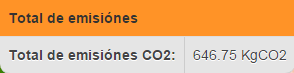 Total de emisiónes
Total de emisiónes CO2: 646.75 KgCO2